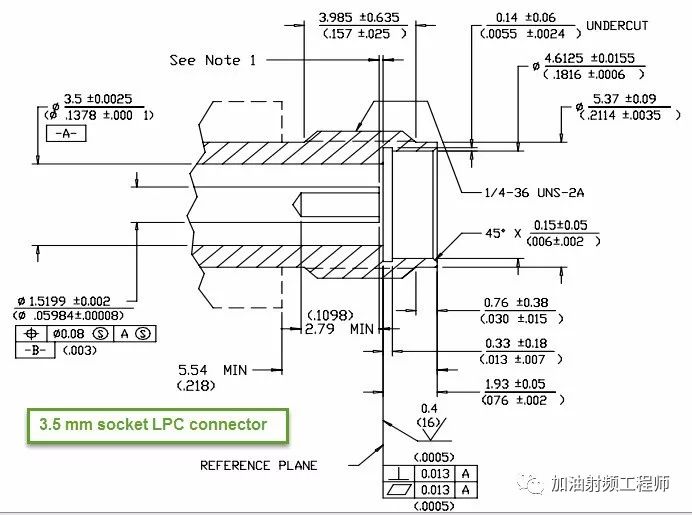 3.985 ±0.635
(.157 ±.025)
0.14 ±0.06
(.0055 ±.0024)
UNDERCUT
See Note 1
ø 4.6125 ±0.0155
(.1816 ±.0006)
ø 3.5 ±0.0025
(ø .1378 ±.000 1)
-A-
ø 5.37 ±0.09
(.2114 ±.0035)
1/4-36 UNS-2A
45° X 0.15±0.05
(006±.002)
ø 1.5199 ±0.002
(ø .05984±.00008)
⌖ ø0.08 Ⓢ A Ⓢ
-B- (.003)
(.1098)
2.79 MIN
0.76 ±0.38
(.030 ±.015)
5.54 MIN
(.218)
0.33 ±0.18
(.013 ±.007)
1.93 ±0.05
(076 ±.002)
3.5 mm socket LPC connector
0.4
(16)
REFERENCE PLANE
(.0005)
⊥ 0.013 A
▱ 0.013 A
(.0005)
加油射频工程师